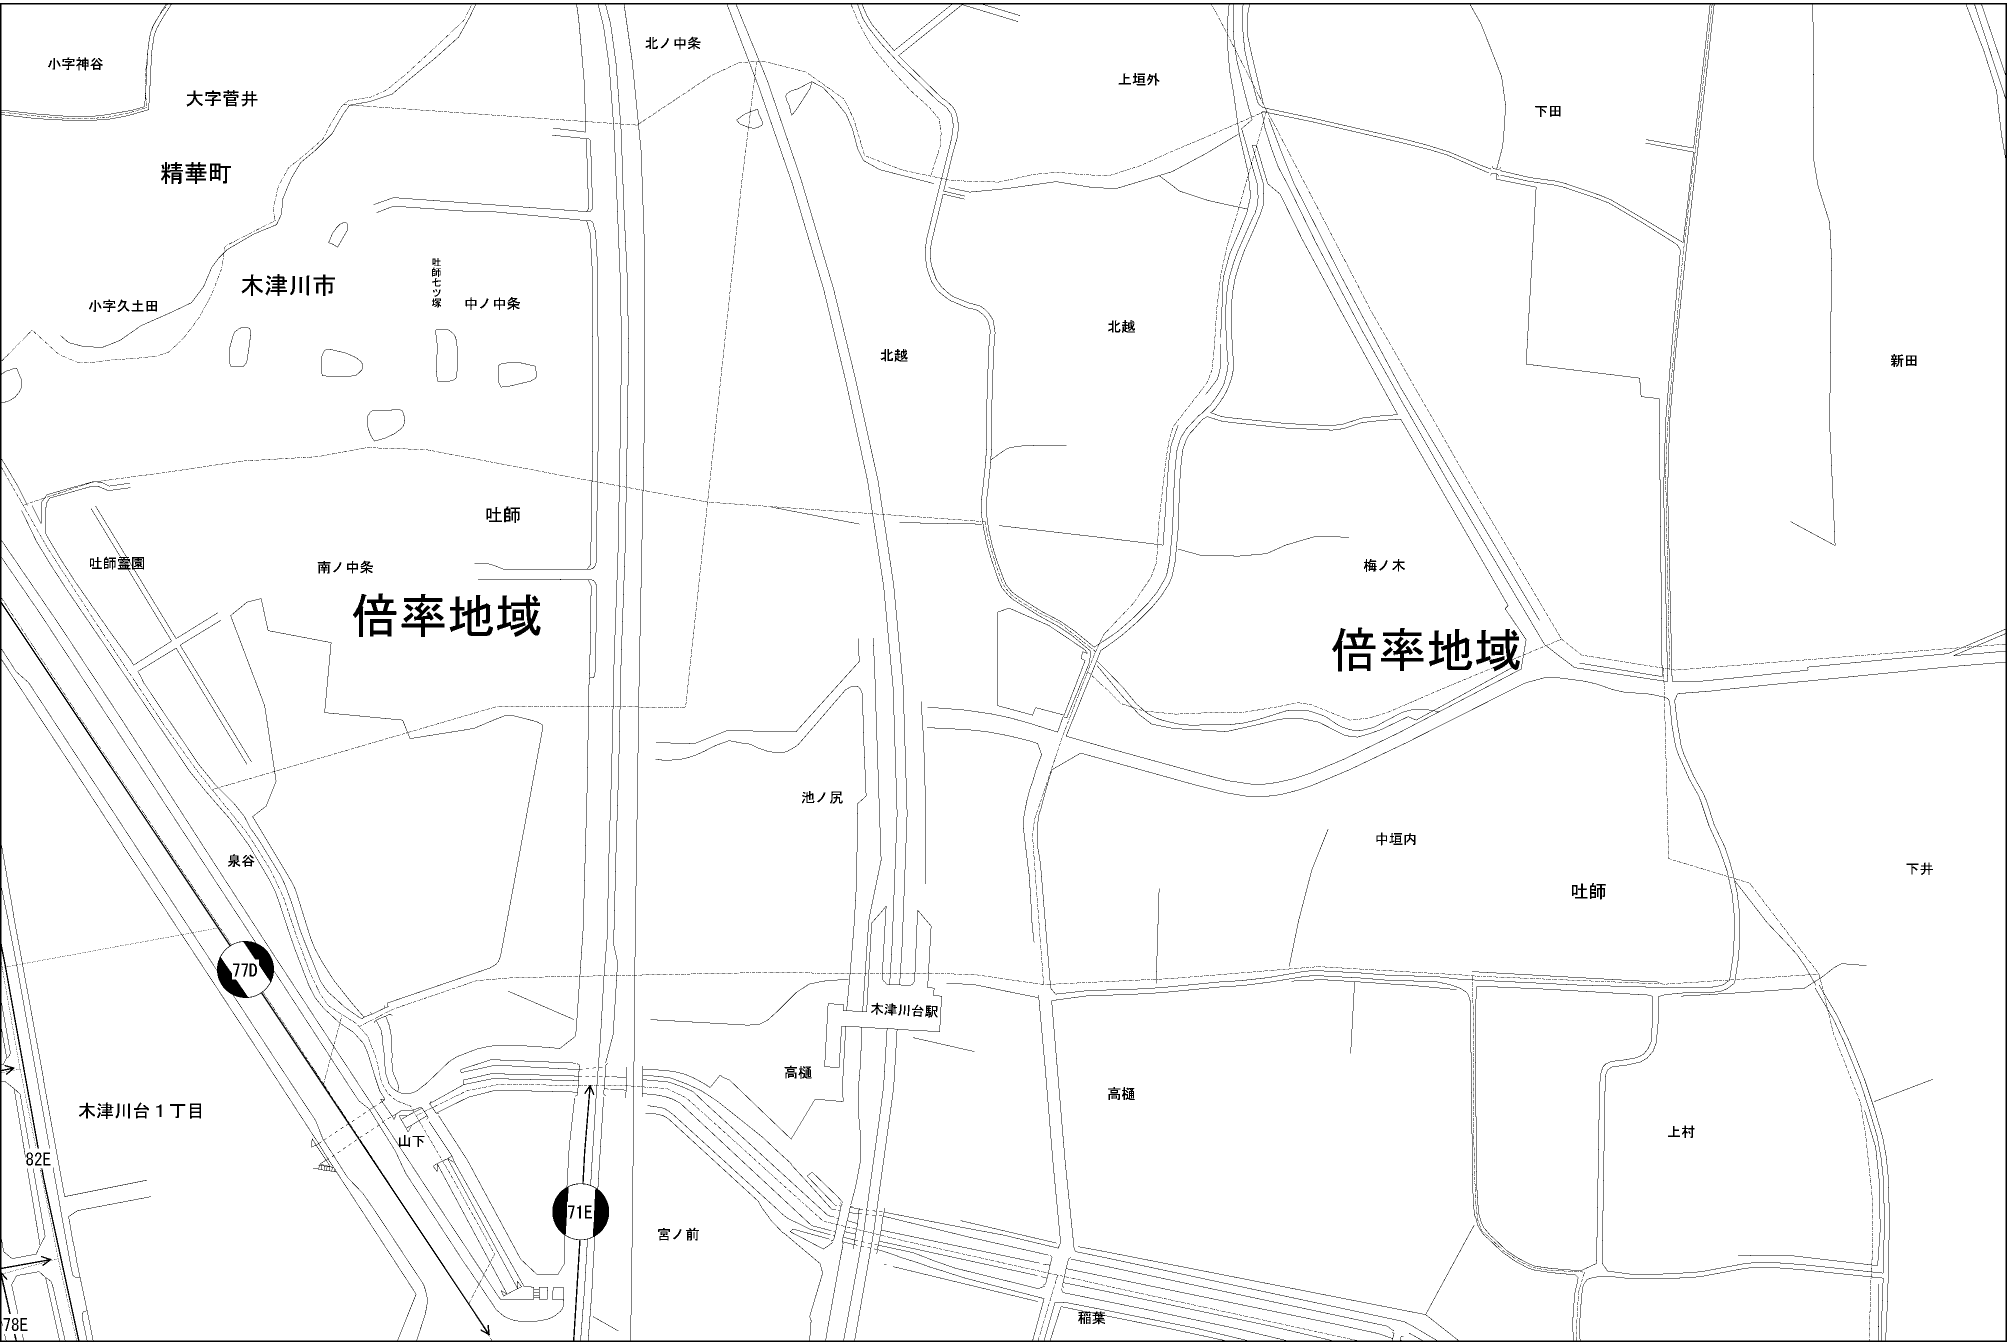 北ノ中条
小字神谷
上垣外
大字菅井
下田
精華町
吐師七ツ塚
木津川市
小字久土田
中ノ中条
北越
北越
新田
吐師
吐師霊園
南ノ中条
梅ノ木
倍率地域
倍率地域
池ノ尻
中垣内
泉谷
下井
吐師
77D
木津川台駅
高樋
高樋
木津川台1丁目
上村
山下
82E
71E
宮ノ前
稲葉
78E